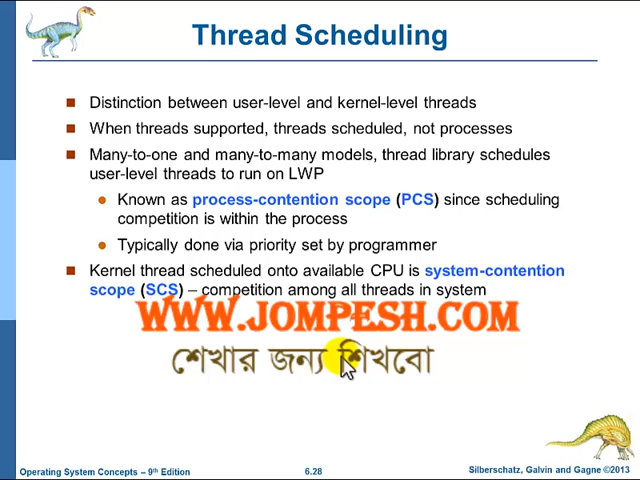 Thread Scheduling
Distinction between user-level and kernel-level threads
When threads supported, threads scheduled, not processes
Many-to-one and many-to-many models, thread library schedules
user-level threads to run on LWP
Known as process-contention scope (PCS) since scheduling
competition is within the process
Typically done via priority set by programmer
Kernel thread scheduled onto available CPU is system-contention
scope (SCS) – competition among all threads in system
WWW.JOMPESH.COM
শেখার জন্য শিখবো
Operating System Concepts – 9th Edition
6.28
Silberschatz, Galvin and Gagne ©2013